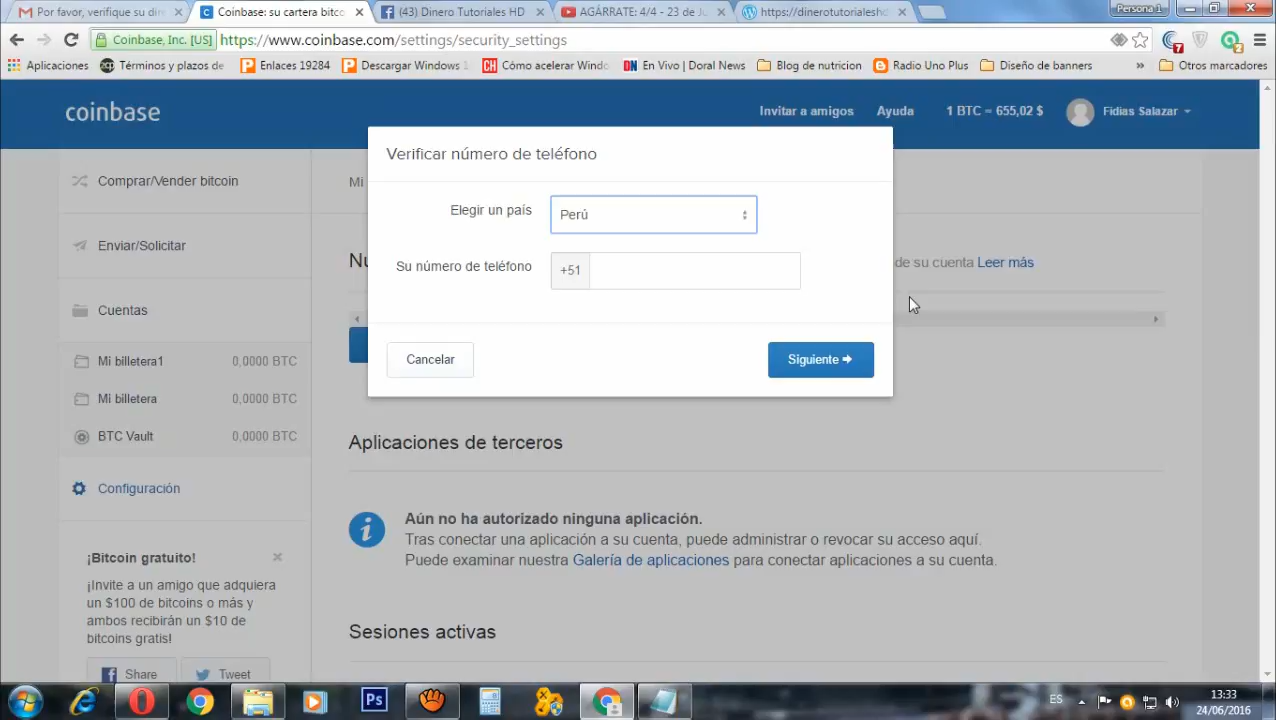 Por favor, verifique su dir
Coinbase: su cartera bitco
(43) Dinero Tutoriales HD
AGÁRRATE: 4/4 - 23 de Ju
https://dinerotutorialeshd
Persona 1
Coinbase, Inc. [US]
https://www.coinbase.com/settings/security_settings
7
2
Aplicaciones
Términos y plazos de
Enlaces 19284
Descargar Windows 1
CH Cómo acelerar Windo
DN En Vivo | Doral News
Blog de nutricion
Radio Uno Plus
Diseño de banners
»
Otros marcadores
coinbase
Invitar a amigos
Ayuda
1 BTC = 655,02 $
Fidias Salazar
Comprar/Vender bitcoin
Enviar/Solicitar
Cuentas
Mi billetera1 0,0000 BTC
Mi billetera 0,0000 BTC
BTC Vault 0,0000 BTC
Configuración
¡Bitcoin gratuito!
¡Invite a un amigo que adquiera
un $100 de bitcoins o más y
ambos recibirán un $10 de
bitcoins gratis!
Share
Tweet
Mi
Verificar número de teléfono
Elegir un país
Perú
Su número de teléfono
+51
Cancelar
Siguiente
Nú
de su cuenta Leer más
Aplicaciones de terceros
Aún no ha autorizado ninguna aplicación.
Tras conectar una aplicación a su cuenta, puede administrar o revocar su acceso aquí.
Puede examinar nuestra Galería de aplicaciones para conectar aplicaciones a su cuenta.
Sesiones activas
Ps
ES
13:33
24/06/2016